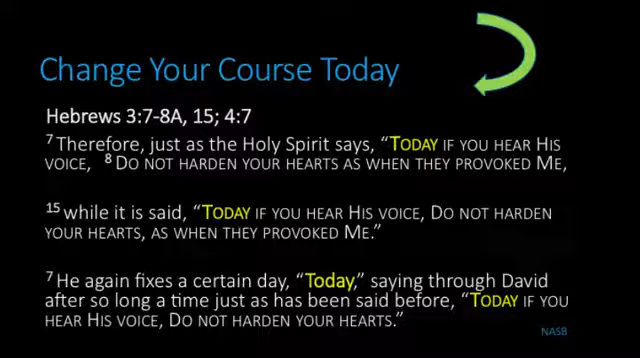 Change Your Course Today
Hebrews 3:7-8A, 15; 4:7
7 Therefore, just as the Holy Spirit says, “TODAY IF YOU HEAR HIS
VOICE, 8 DO NOT HARDEN YOUR HEARTS AS WHEN THEY PROVOKED ME,
15 while it is said, “TODAY IF YOU HEAR HIS VOICE, DO NOT HARDEN
YOUR HEARTS, AS WHEN THEY PROVOKED ME.”
7 He again fixes a certain day, “Today,” saying through David
after so long a time just as has been said before, “TODAY IF YOU
HEAR HIS VOICE, DO NOT HARDEN YOUR HEARTS.”
NASB